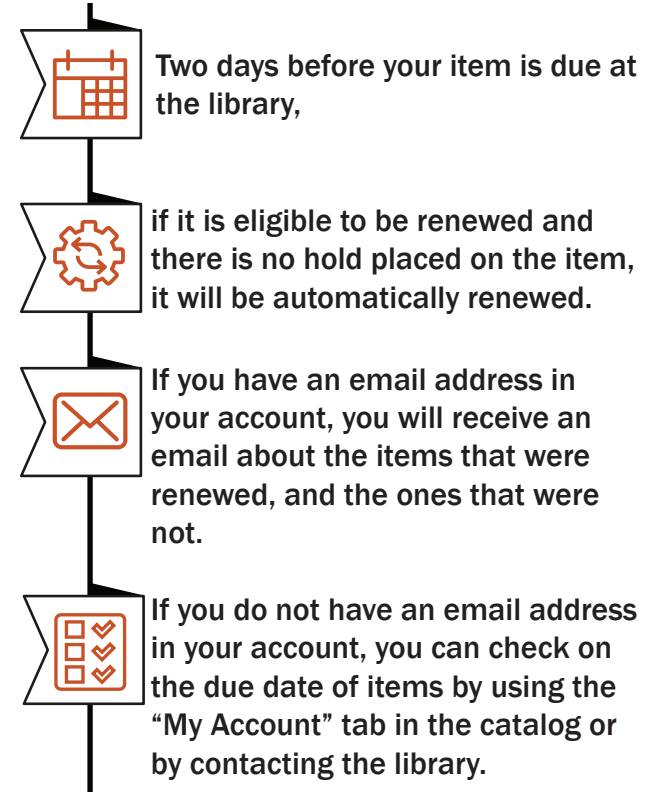 Two days before your item is due at
the library,
if it is eligible to be renewed and
there is no hold placed on the item,
it will be automatically renewed.
If you have an email address in
your account, you will receive an
email about the items that were
renewed, and the ones that were
not.
If you do not have an email address
in your account, you can check on
the due date of items by using the
“My Account” tab in the catalog or
by contacting the library.